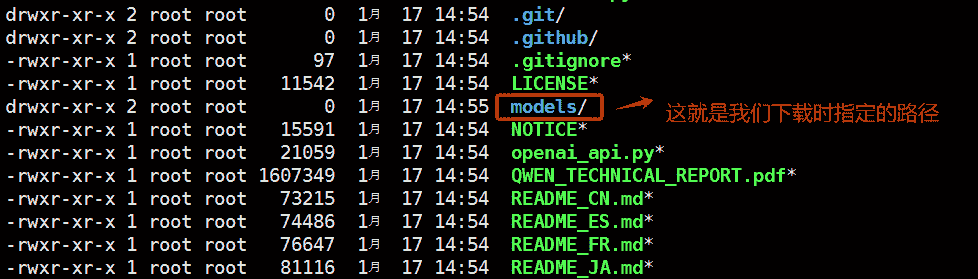 drwxr-xr-x 2 root root       0  1月  17 14:54  .git/
drwxr-xr-x 2 root root       0  1月  17 14:54  .github/
-rwxr-xr-x 1 root root      97  1月  17 14:54  .gitignore*
-rwxr-xr-x 1 root root   11542  1月  17 14:54  LICENSE*
drwxr-xr-x 2 root root       0  1月  17 14:55  models/ 这就是我们下载时指定的路径
-rwxr-xr-x 1 root root   15591  1月  17 14:54  NOTICE*
-rwxr-xr-x 1 root root   21059  1月  17 14:54  openai_api.py*
-rwxr-xr-x 1 root root 1607349  1月  17 14:54  QWEN_TECHNICAL_REPORT.pdf*
-rwxr-xr-x 1 root root   73215  1月  17 14:54  README_CN.md*
-rwxr-xr-x 1 root root   74486  1月  17 14:54  README_ES.md*
-rwxr-xr-x 1 root root   76647  1月  17 14:54  README_FR.md*
-rwxr-xr-x 1 root root   81116  1月  17 14:54  README_JA.md*